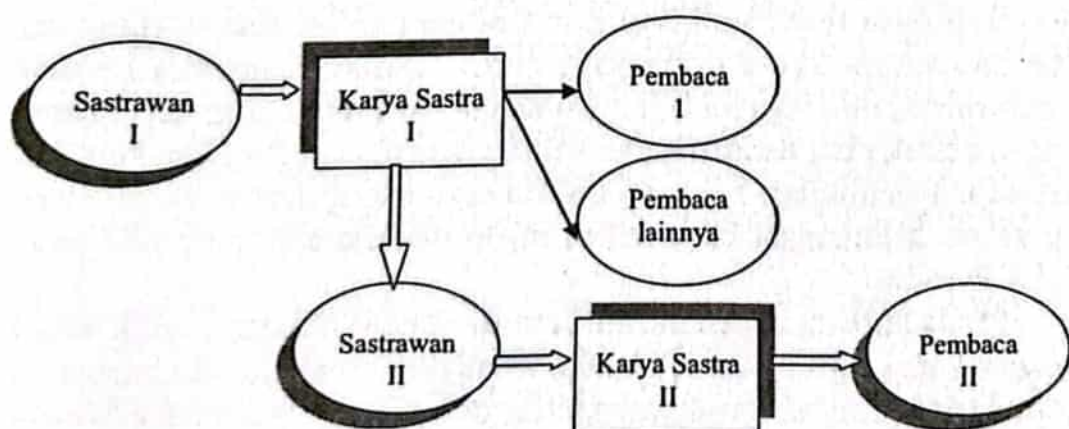 Sastrawan
I
Karya Sastra
I
Pembaca
1
Pembaca
lainnya
Sastrawan
II
Karya Sastra
II
Pembaca
II